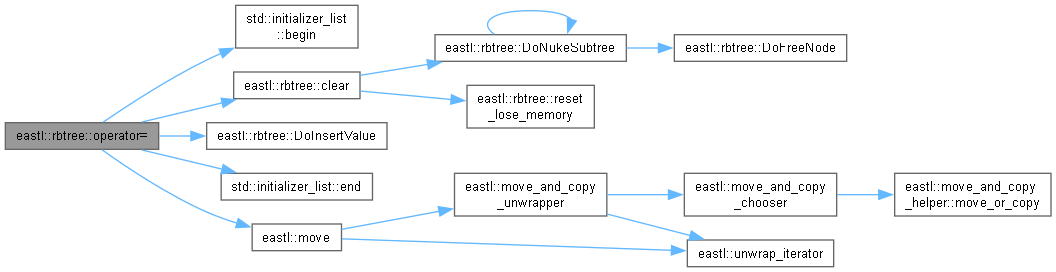 std::initializer_list
::begin
eastl::rbtree::DoNukeSubtree
eastl::rbtree::DoFreeNode
eastl::rbtree::clear
eastl::rbtree::reset
_lose_memory
eastl::rbtree::operator=
eastl::rbtree::DoInsertValue
std::initializer_list::end
eastl::move_and_copy
_unwrapper
eastl::move_and_copy
_chooser
eastl::move_and_copy
_helper::move_or_copy
eastl::move
eastl::unwrap_iterator